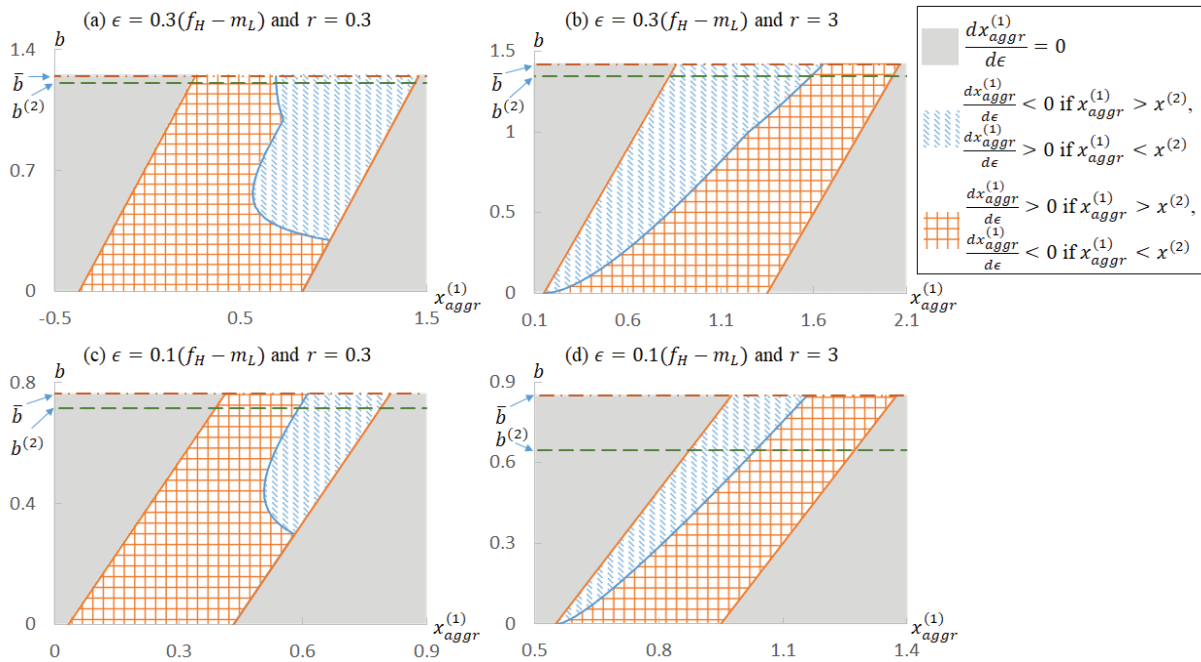 (a) ϵ = 0.3(f_H − m_L) and r = 0.3
b
1.4
b̄
b^(2)
0.7
0
-0.5
0.5
1.5
x_aggr^(1)
(b) ϵ = 0.3(f_H − m_L) and r = 3
b
1.5
b̄
b^(2)
1
0.5
0
0.1
0.6
1.1
1.6
2.1
x_aggr^(1)
dx_aggr^(1)/dϵ = 0
dx_aggr^(1)/dϵ < 0 if x_aggr^(1) > x^(2),
dx_aggr^(1)/dϵ > 0 if x_aggr^(1) < x^(2)
dx_aggr^(1)/dϵ > 0 if x_aggr^(1) > x^(2),
dx_aggr^(1)/dϵ < 0 if x_aggr^(1) < x^(2)
(c) ϵ = 0.1(f_H − m_L) and r = 0.3
b
0.8
b̄
b^(2)
0.4
0
0
0.3
0.6
0.9
x_aggr^(1)
(d) ϵ = 0.1(f_H − m_L) and r = 3
b
0.9
b̄
b^(2)
0.6
0.3
0
0.5
0.8
1.1
1.4
x_aggr^(1)